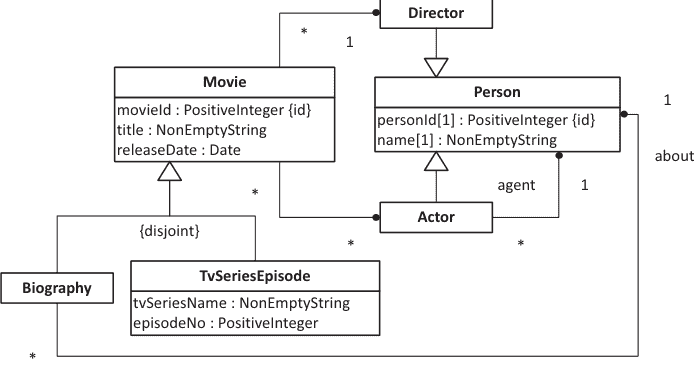 Director
*
1
Movie
movieId : PositiveInteger {id}
title : NonEmptyString
releaseDate : Date
Person
personId[1] : PositiveInteger {id}
name[1] : NonEmptyString
1
about
*
agent
1
Actor
*
*
{disjoint}
Biography
TvSeriesEpisode
tvSeriesName : NonEmptyString
episodeNo : PositiveInteger
*